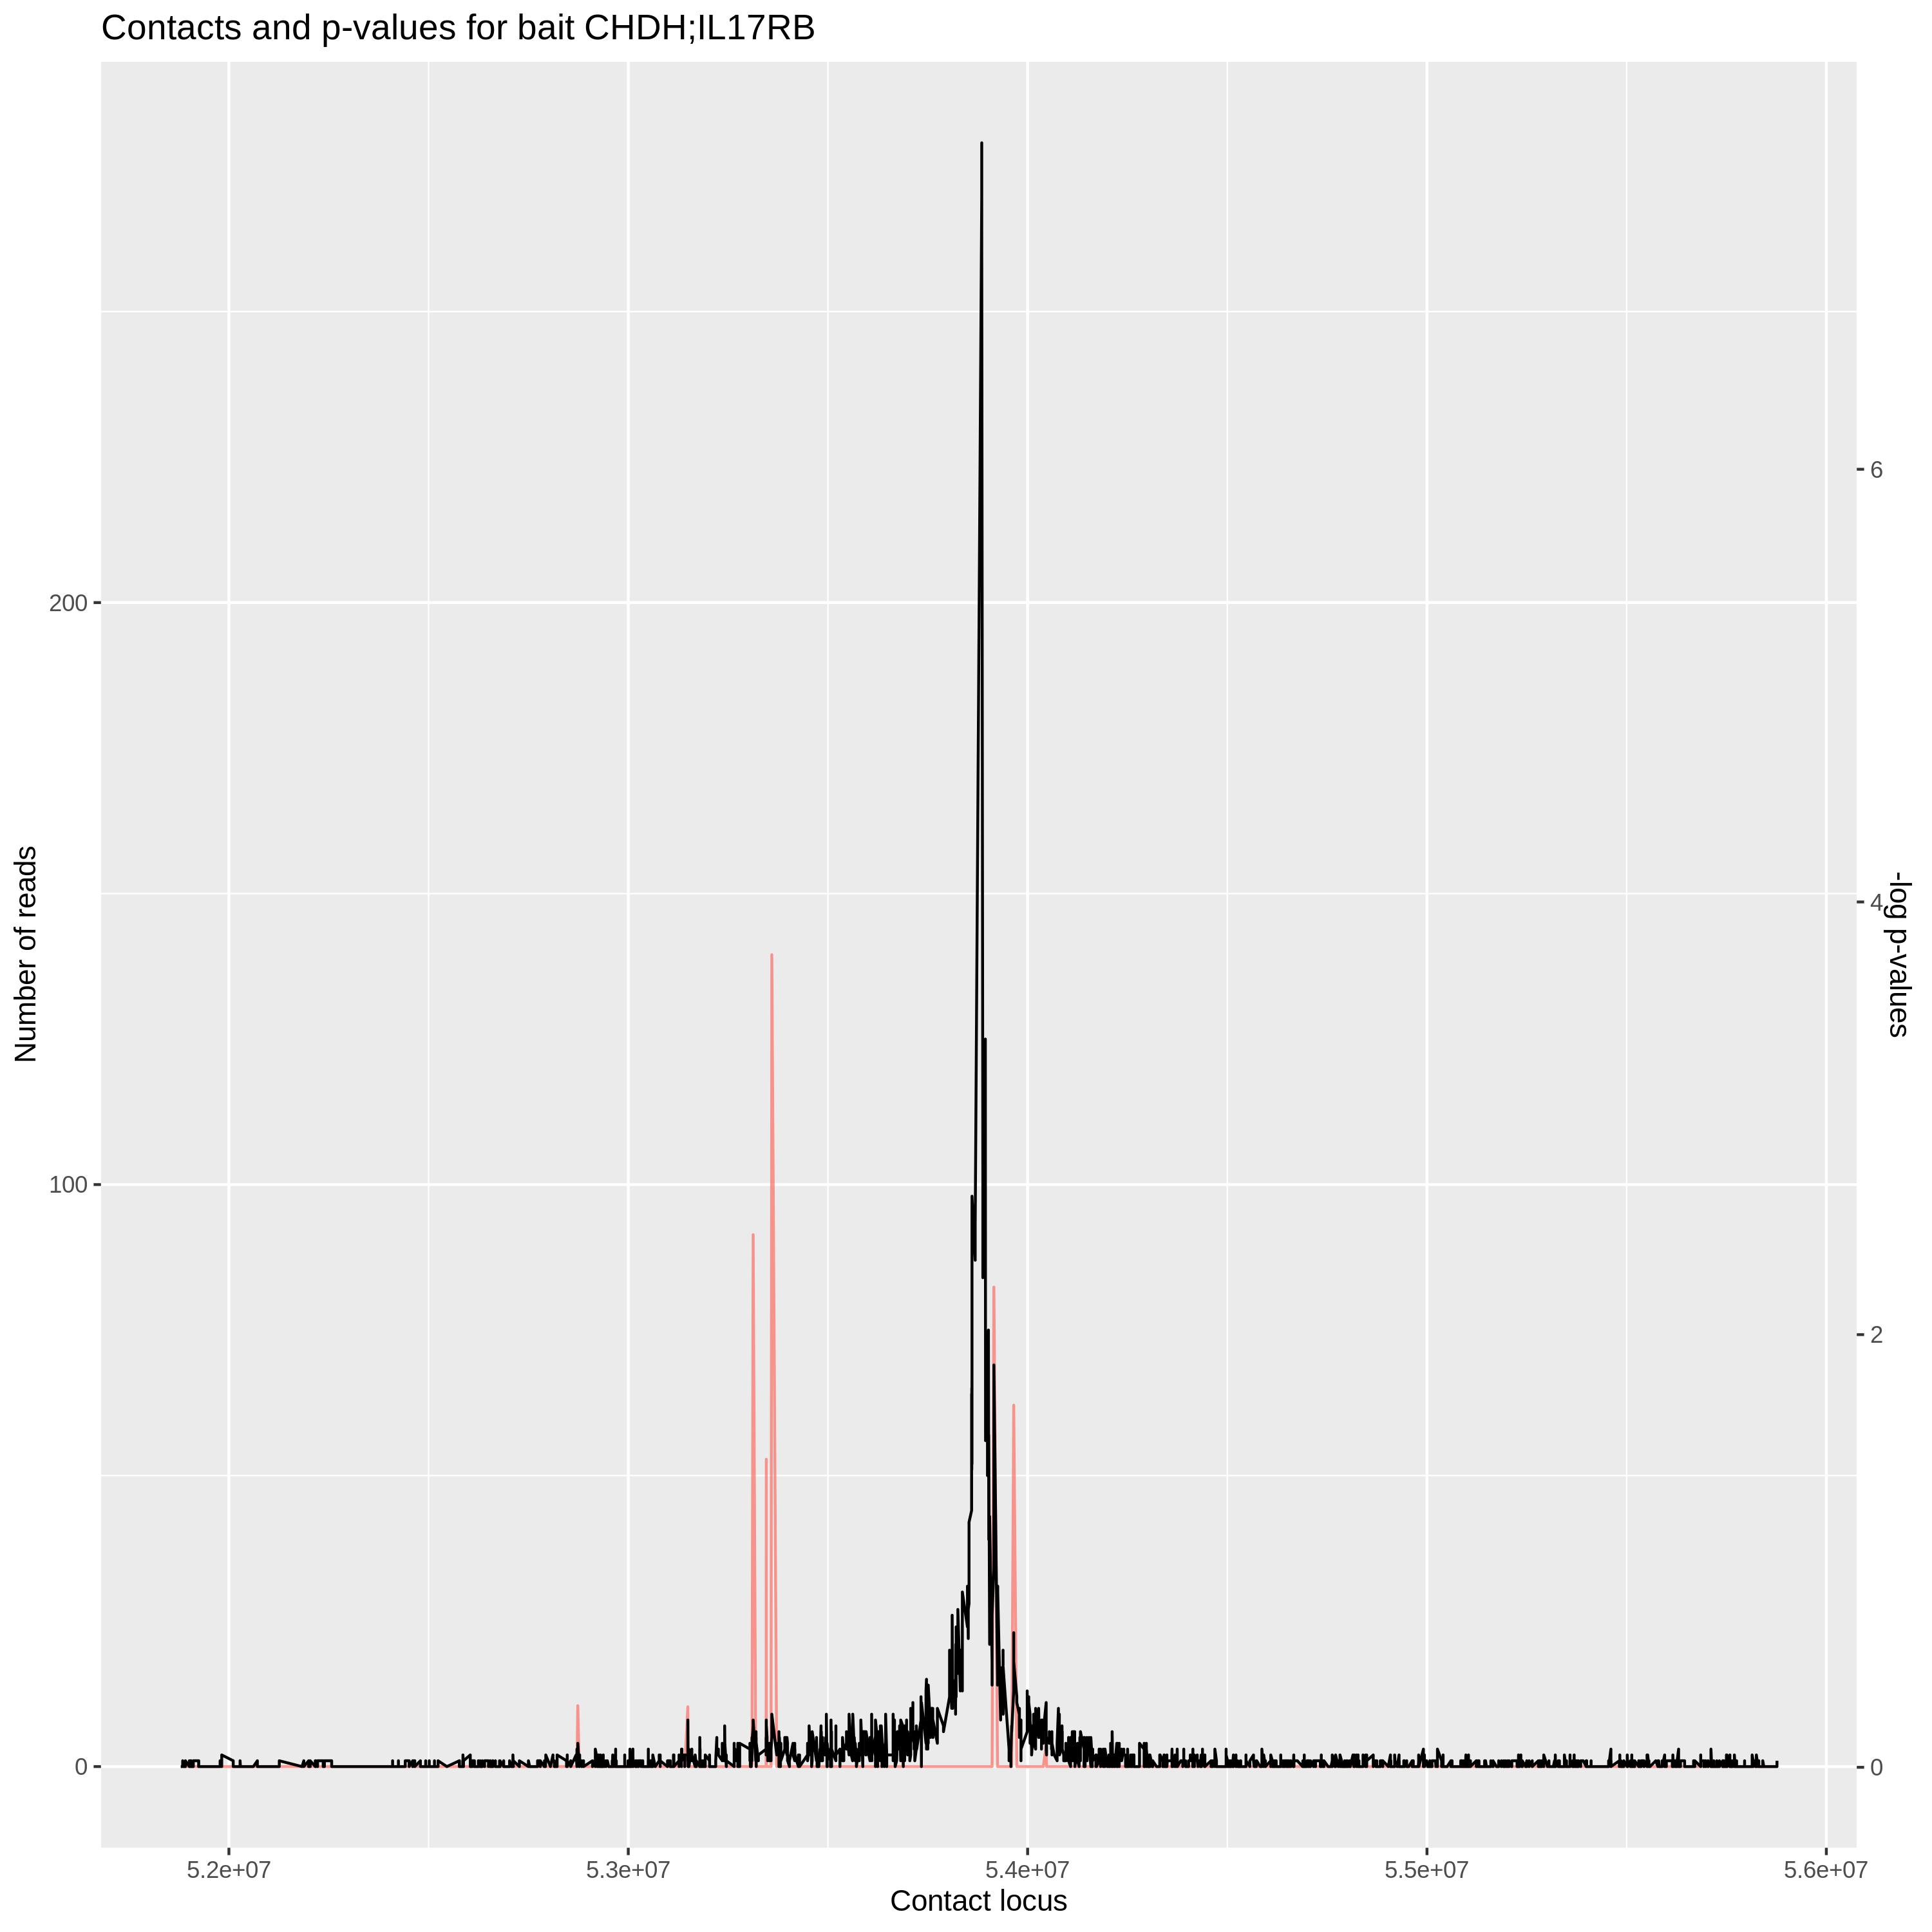 Contacts and p-values for bait CHDH;IL17RB
Number of reads
200
100
0
6
4
2
0
-log p-values
5.2e+07 5.3e+07 5.4e+07 5.5e+07 5.6e+07
Contact locus